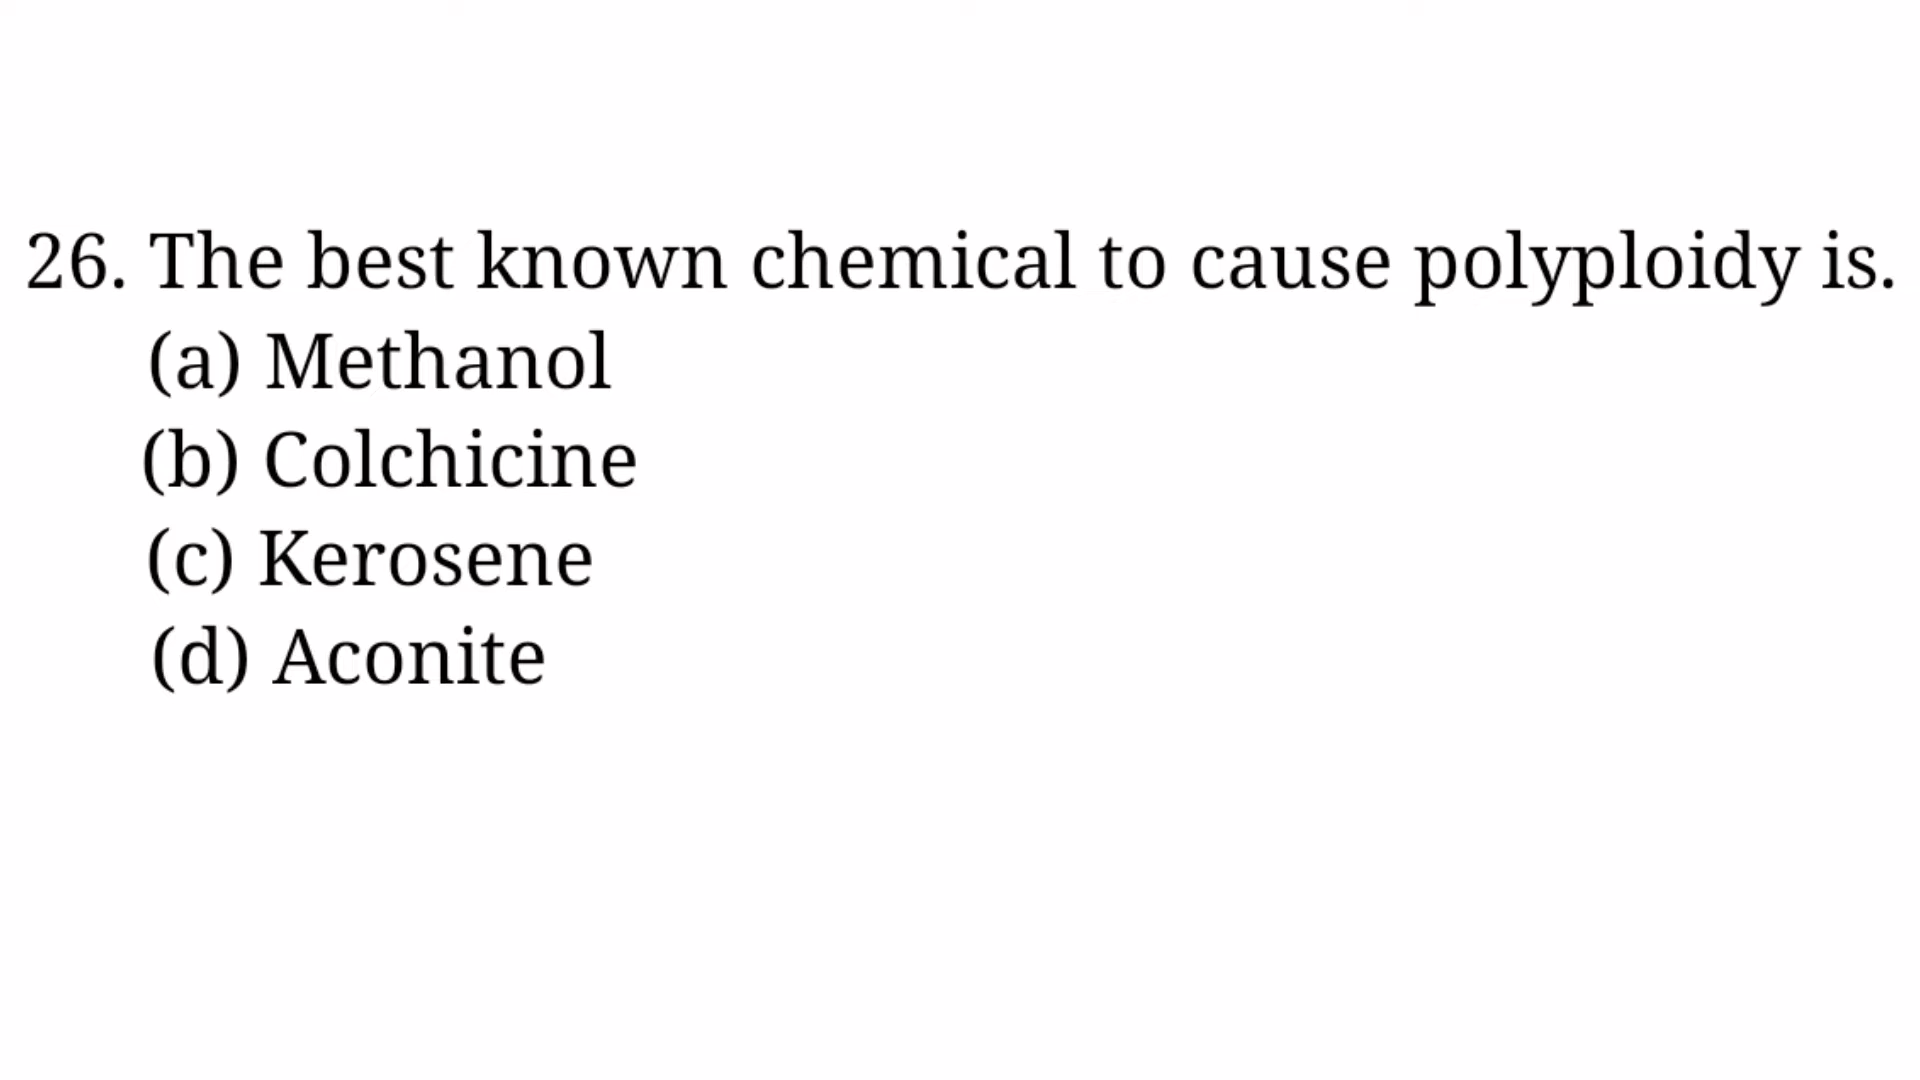 26. The best known chemical to cause polyploidy is.
(a) Methanol
(b) Colchicine
(c) Kerosene
(d) Aconite